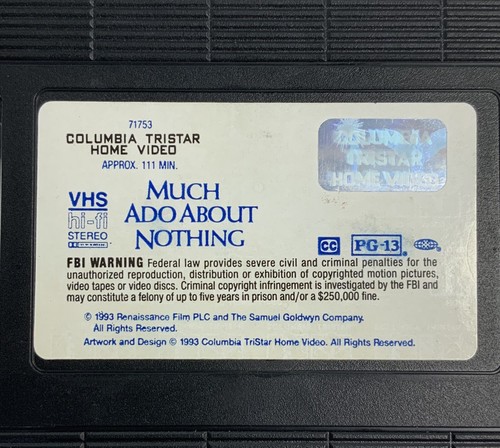 71753
COLUMBIA TRISTAR
HOME VIDEO
APPROX. 111 MIN.
COLUMBIA
TRISTAR
HOME VIDEO
VHS
hi-fi
STEREO
MUCH
ADO ABOUT
NOTHING
CC PG-13®
FBI WARNING Federal law provides severe civil and criminal penalties for the
unauthorized reproduction, distribution or exhibition of copyrighted motion pictures,
video tapes or video discs. Criminal copyright infringement is investigated by the FBI and
may constitute a felony of up to five years in prison and/or a $250,000 fine.
© 1993 Renaissance Film PLC and The Samuel Goldwyn Company.
All Rights Reserved.
Artwork and Design © 1993 Columbia TriStar Home Video. All Rights Reserved.